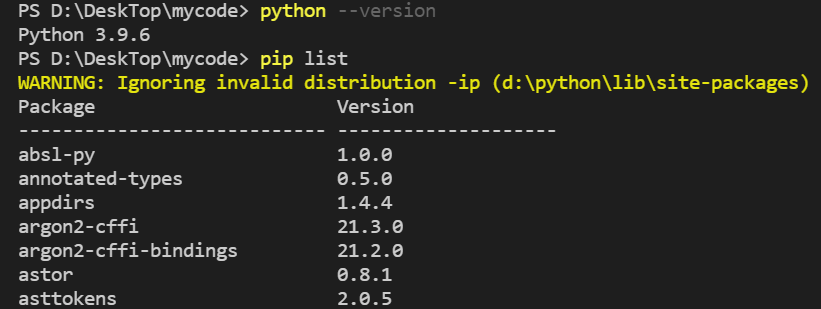 PS D:\DeskTop\mycode> python --version
Python 3.9.6
PS D:\DeskTop\mycode> pip list
WARNING: Ignoring invalid distribution -ip (d:\python\lib\site-packages)
Package                     Version
--------------------------- -------------------
absl-py                     1.0.0
annotated-types             0.5.0
appdirs                     1.4.4
argon2-cffi                 21.3.0
argon2-cffi-bindings        21.2.0
astor                       0.8.1
asttokens                   2.0.5